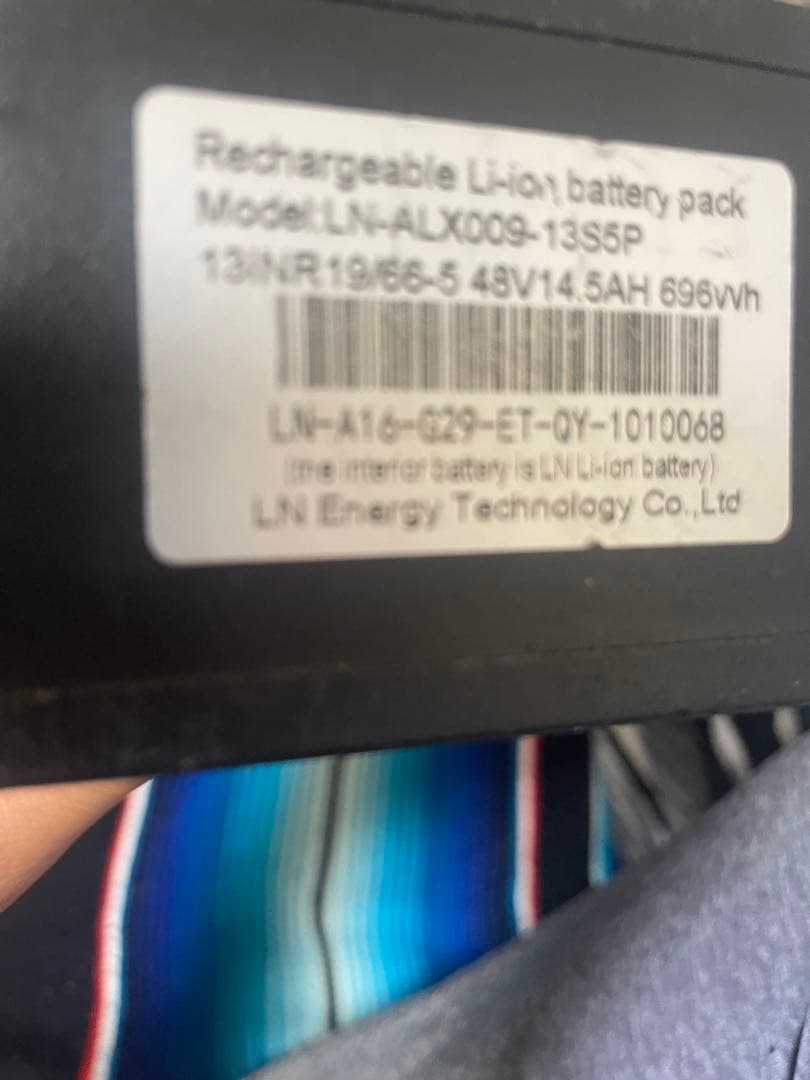 Rechargeable Li-ion battery pack
Model:LN-ALX009-13S5P
13INR19/66-5 48V14.5AH 696Wh
LN-A16-G29-ET-QY-1010068
(the interior battery is LN Li-ion battery)
LN Energy Technology Co.,Ltd